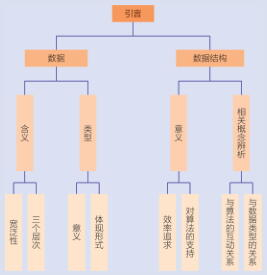 引言
数据
数据结构
含义
类型
意义
相关概念辨析
宽泛性
三个层次
意义
体现形式
效率追求
对算法的支持
与算法的互动关系
与数据类型的关系